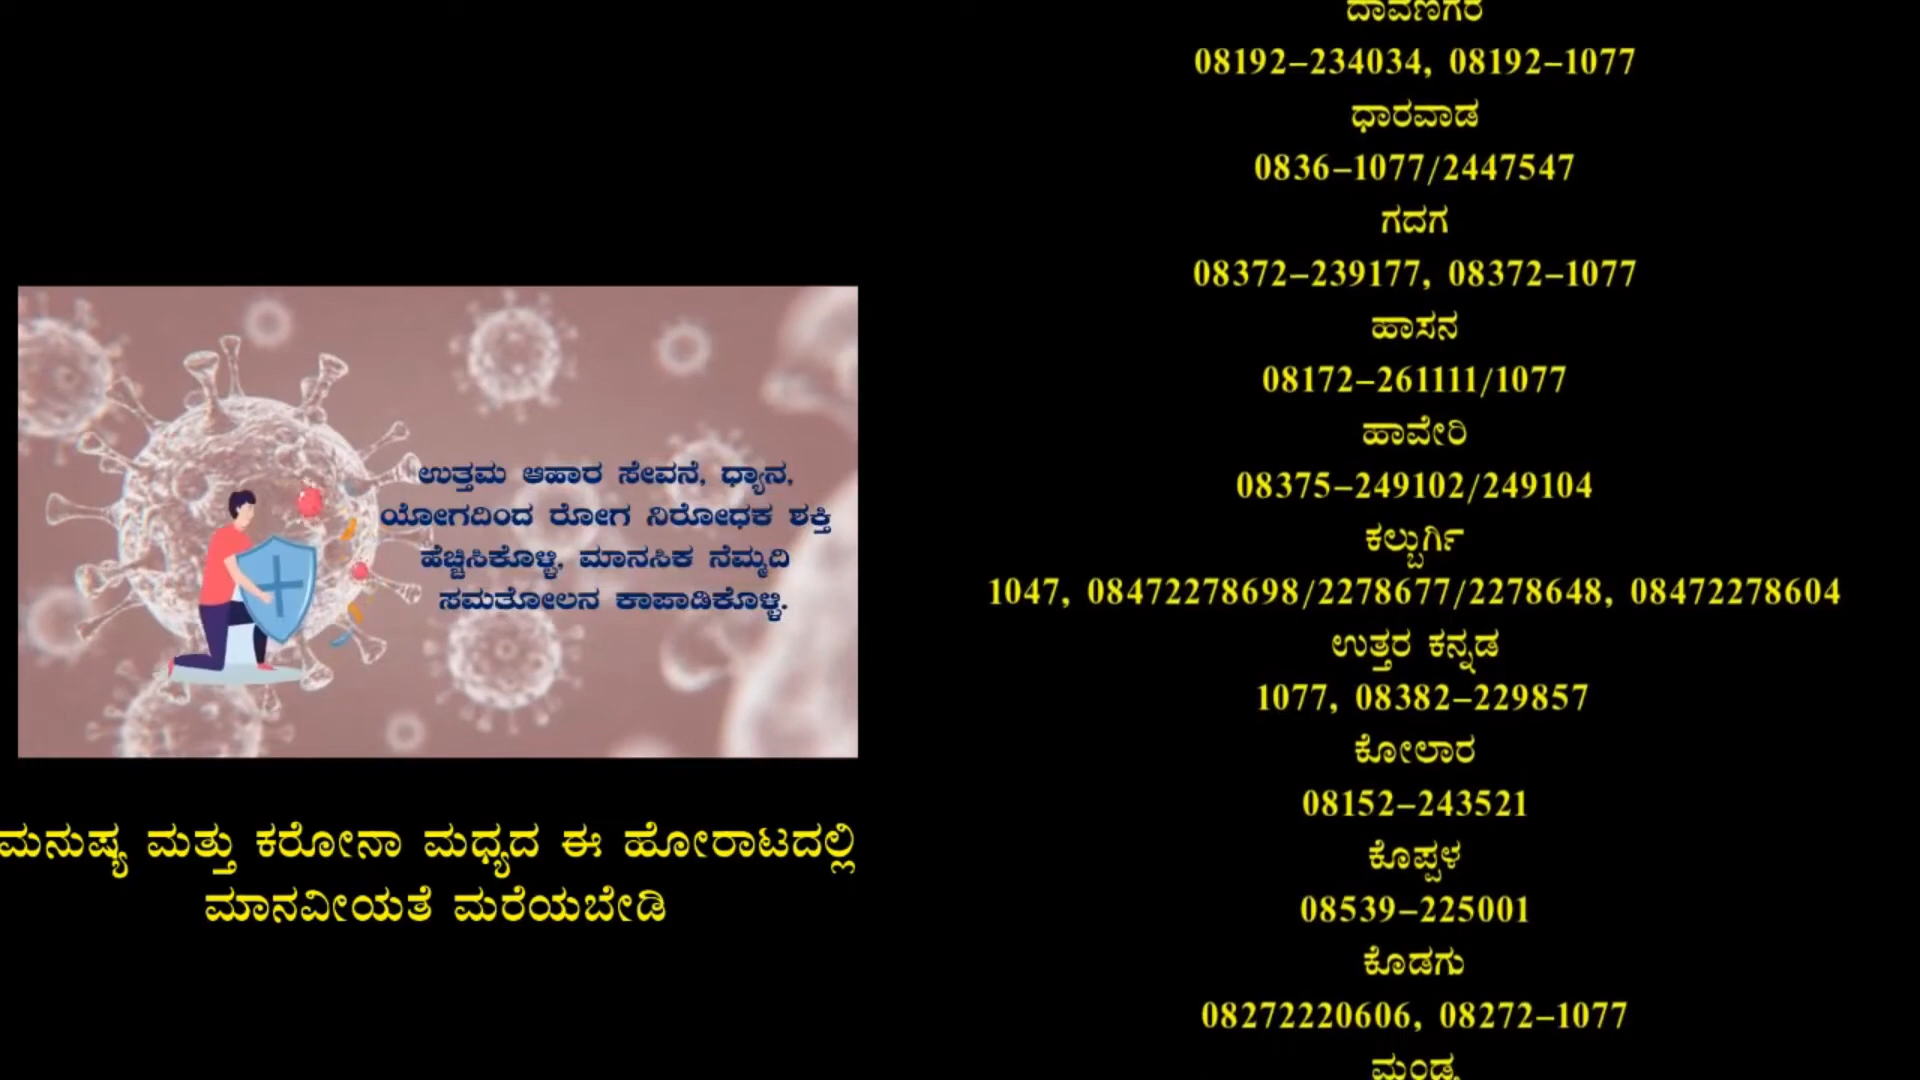 ಉತ್ತಮ ಆಹಾರ ಸೇವನೆ, ಧ್ಯಾನ,
ಯೋಗದಿಂದ ರೋಗ ನಿರೋಧಕ ಶಕ್ತಿ
ಹೆಚ್ಚಿಸಿಕೊಳ್ಳಿ, ಮಾನಸಿಕ ನೆಮ್ಮದಿ
ಸಮತೋಲನ ಕಾಪಾಡಿಕೊಳ್ಳಿ.
ಮನುಷ್ಯ ಮತ್ತು ಕರೋನಾ ಮಧ್ಯದ ಈ ಹೋರಾಟದಲ್ಲಿ
ಮಾನವೀಯತೆ ಮರೆಯಬೇಡಿ
ದಾವಣಗೆರೆ
08192-234034, 08192-1077
ಧಾರವಾಡ
0836-1077/2447547
ಗದಗ
08372-239177, 08372-1077
ಹಾಸನ
08172-261111/1077
ಹಾವೇರಿ
08375-249102/249104
ಕಲ್ಬುರ್ಗಿ
1047, 08472278698/2278677/2278648, 08472278604
ಉತ್ತರ ಕನ್ನಡ
1077, 08382-229857
ಕೋಲಾರ
08152-243521
ಕೊಪ್ಪಳ
08539-225001
ಕೊಡಗು
08272220606, 08272-1077
ಮಂಡ್ಯ